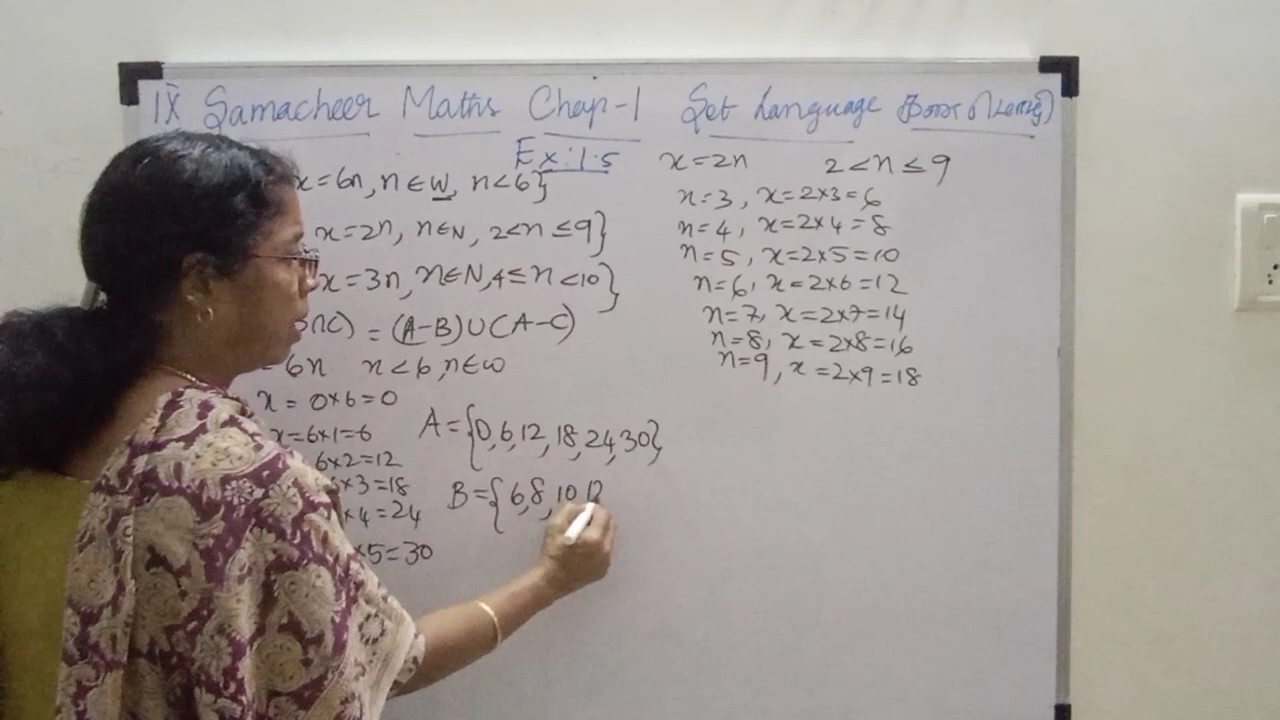 IX Samacheer Maths Chap-1 Set Language
Ex: 1.5
x=6n, n∈W, n<6}
x=2n, n∈N, 2<n≤9}
x=3n, n∈N, 4≤n<10}
∩C) = (A-B)∪(A-C)
= 6n n<6, n∈W
x = 0×6=0
x=6×1=6
6×2=12
×3=18
×4=24
×5=30
A={0,6,12,18,24,30}
B={6,8,10,12
x=2n 2<n≤9
n=3, x=2×3=6
n=4, x=2×4=8
n=5, x=2×5=10
n=6, x=2×6=12
n=7, x=2×7=14
n=8, x=2×8=16
n=9, x=2×9=18